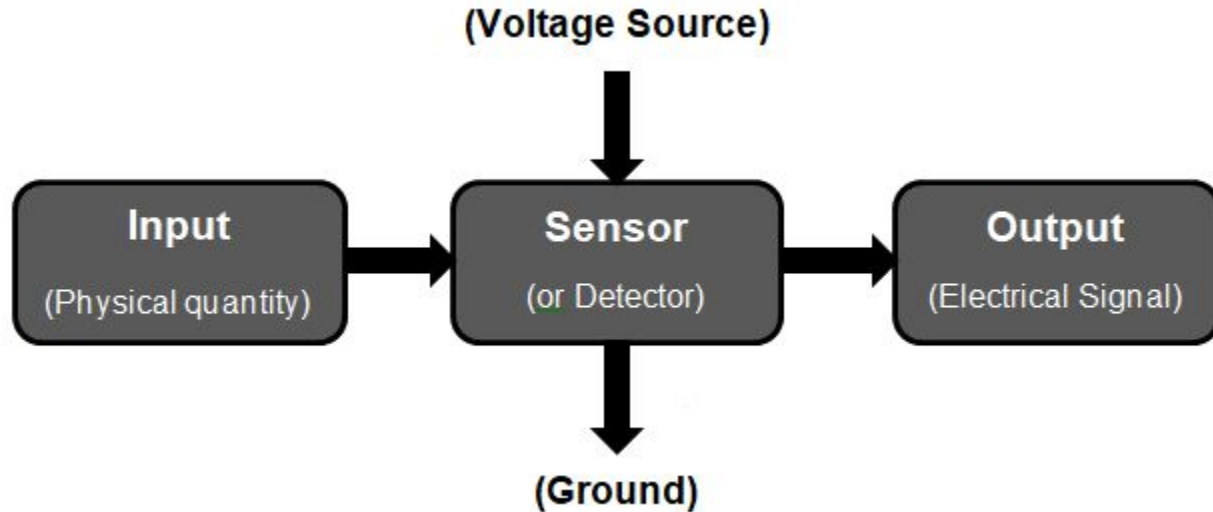 (Voltage Source)
Input
(Physical quantity)
Sensor
(or Detector)
Output
(Electrical Signal)
(Ground)